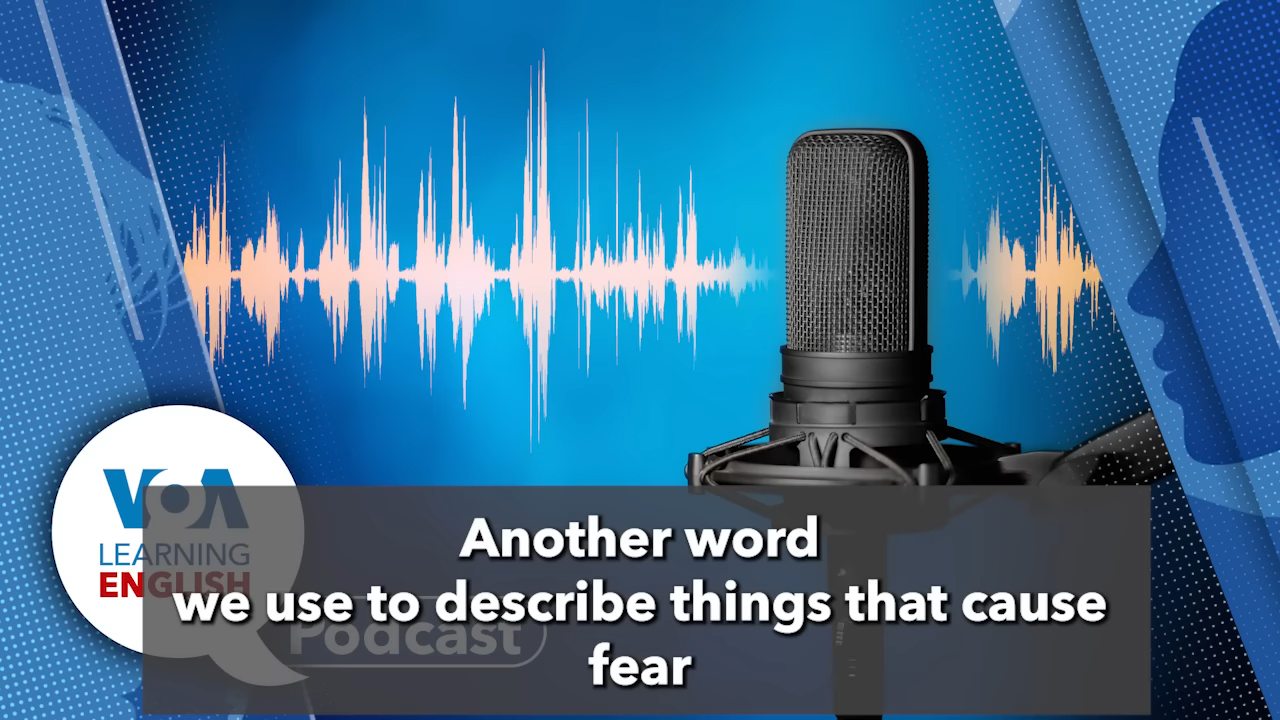 VOA
LEARNING
ENGLISH
Podcast
Another word
we use to describe things that cause
fear